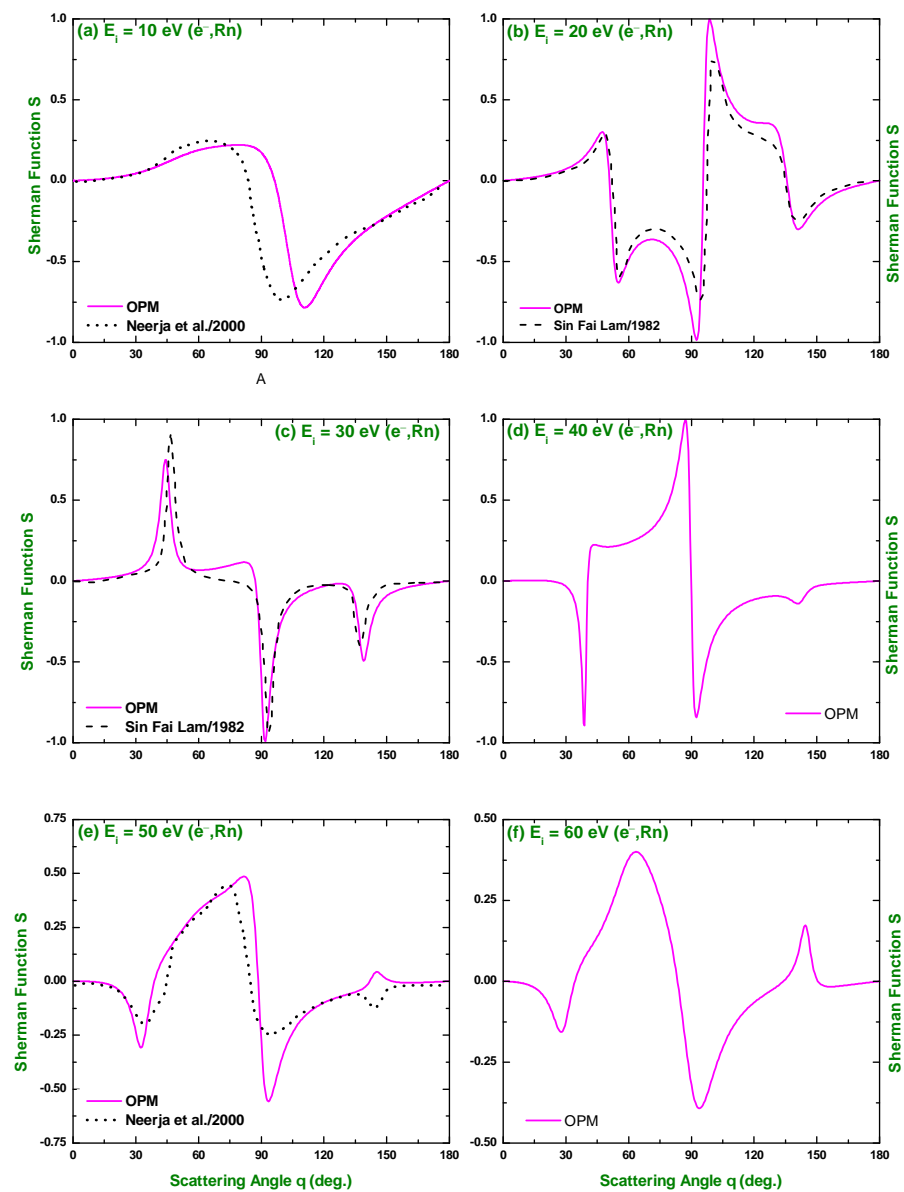 (a) E_i = 10 eV (e⁻,Rn)
1.0
0.5
0.0
-0.5
-1.0
Sherman Function S
OPM
Neerja et al./2000
0 30 60 90 120 150 180
A
(b) E_i = 20 eV (e⁻,Rn)
1.0
0.5
0.0
-0.5
-1.0
Sherman Function S
OPM
Sin Fai Lam/1982
0 30 60 90 120 150 180
(c) E_i = 30 eV (e⁻,Rn)
1.0
0.5
0.0
-0.5
-1.0
Sherman Function S
OPM
Sin Fai Lam/1982
0 30 60 90 120 150 180
(d) E_i = 40 eV (e⁻,Rn)
1.0
0.5
0.0
-0.5
-1.0
Sherman Function S
OPM
0 30 60 90 120 150 180
(e) E_i = 50 eV (e⁻,Rn)
0.75
0.50
0.25
0.00
-0.25
-0.50
-0.75
Sherman Function S
OPM
Neerja et al./2000
0 30 60 90 120 150 180
Scattering Angle q (deg.)
(f) E_i = 60 eV (e⁻,Rn)
0.50
0.25
0.00
-0.25
-0.50
Sherman Function S
OPM
0 30 60 90 120 150 180
Scattering Angle q (deg.)